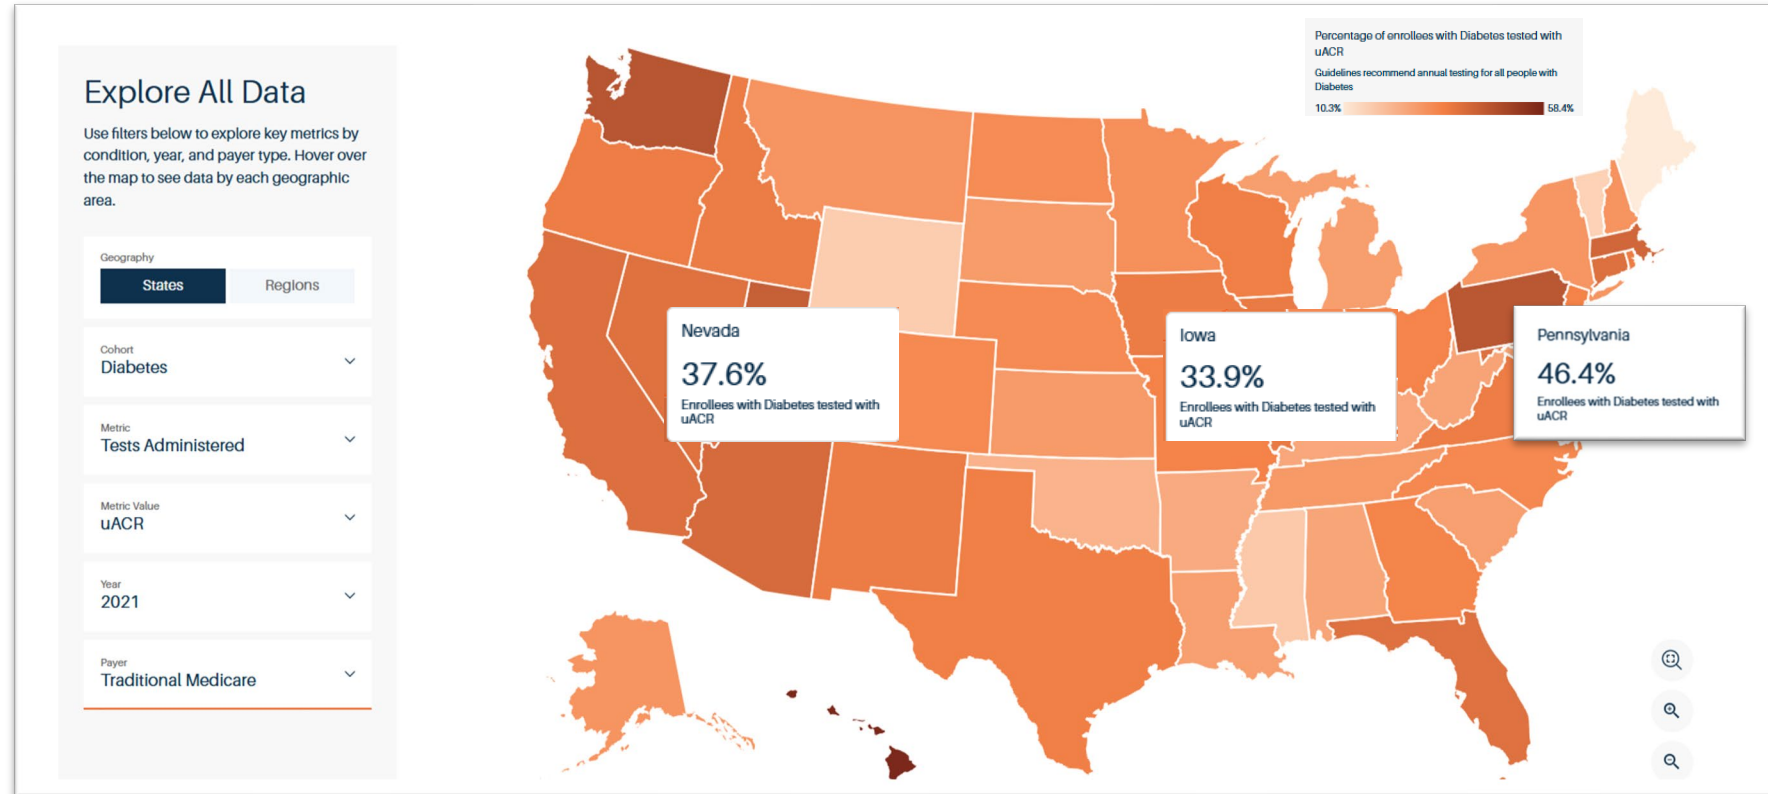 Explore All Data
Use filters below to explore key metrics by
condition, year, and payer type. Hover over
the map to see data by each geographic
area.
Geography
States
Regions
Cohort
Diabetes
Metric
Tests Administered
Metric Value
uACR
Year
2021
Payer
Traditional Medicare
Percentage of enrollees with Diabetes tested with
uACR
Guidelines recommend annual testing for all people with
Diabetes
10.3%
58.4%
Nevada
37.6%
Enrollees with Diabetes tested with
uACR
Iowa
33.9%
Enrollees with Diabetes tested with
uACR
Pennsylvania
46.4%
Enrollees with Diabetes tested with
uACR